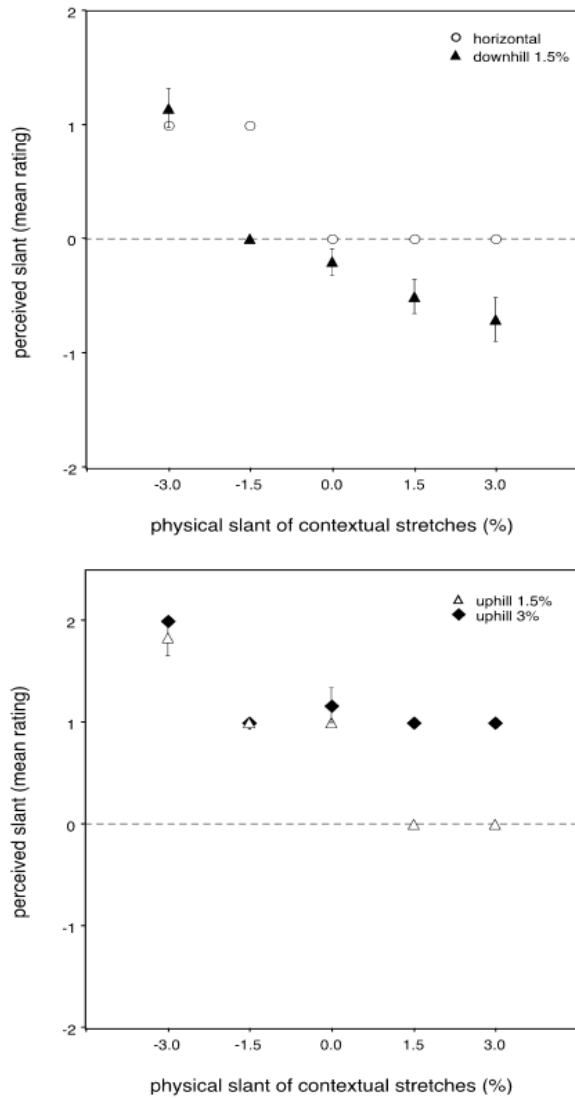 2
horizontal
downhill 1.5%
1
0
-1
-2
perceived slant (mean rating)
-3.0 -1.5 0.0 1.5 3.0
physical slant of contextual stretches (%)
uphill 1.5%
uphill 3%
2
1
0
-1
-2
perceived slant (mean rating)
-3.0 -1.5 0.0 1.5 3.0
physical slant of contextual stretches (%)